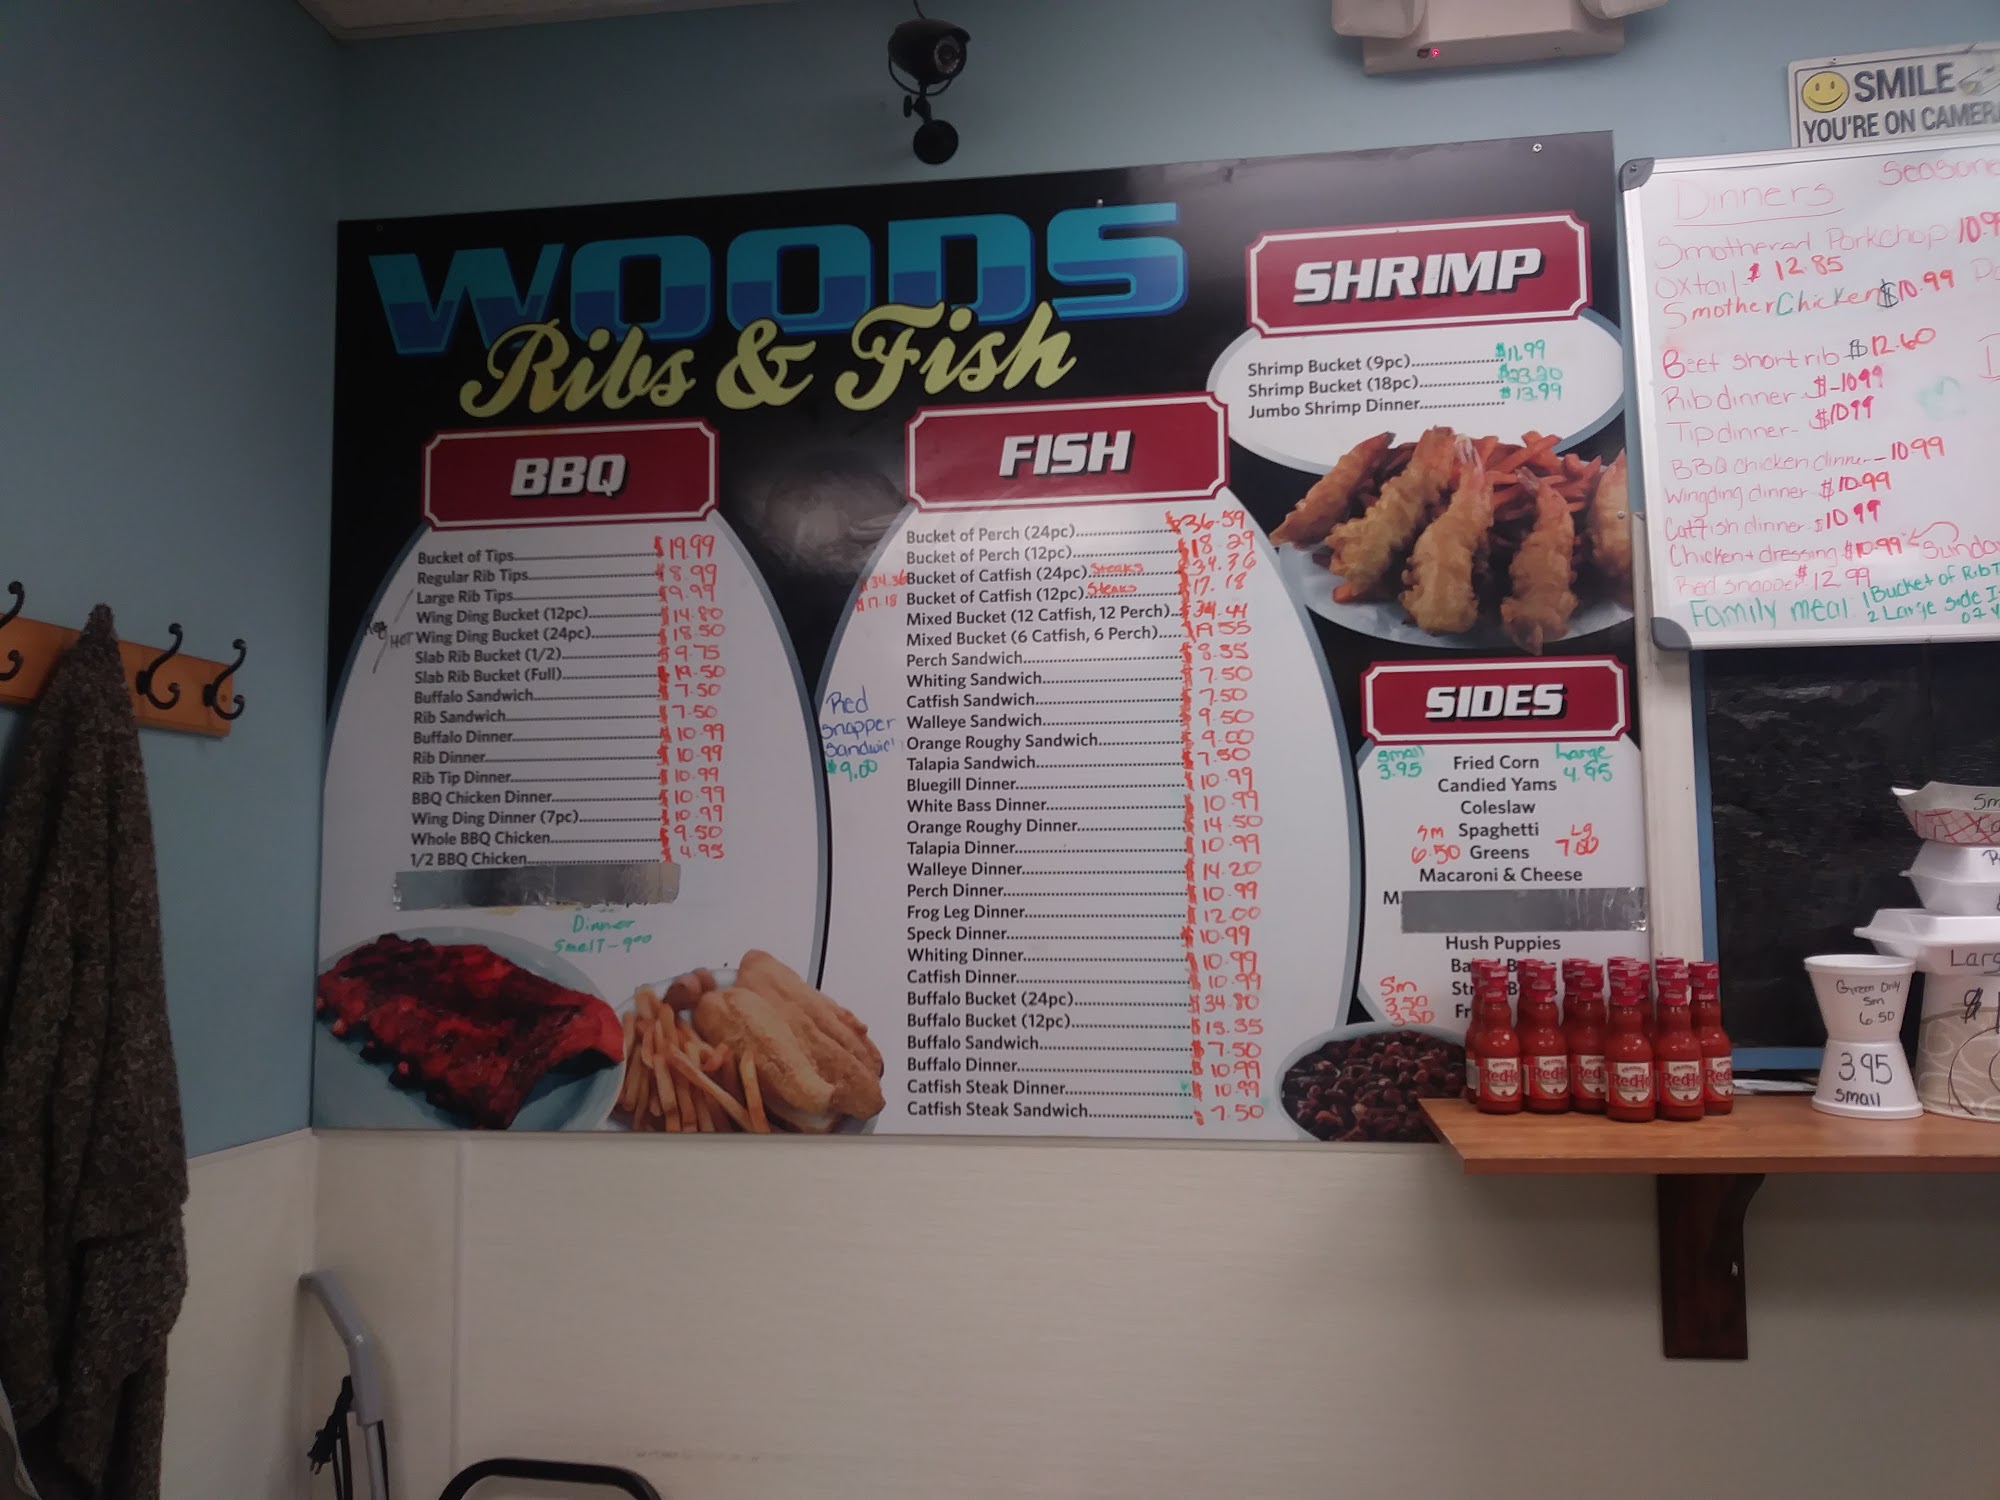 WOODS
Ribs & Fish
BBQ
Bucket of Tips $19.99
Regular Rib Tips $8.99
Large Rib Tips $9.99
Wing Ding Bucket (12pc) $14.80
HOT Wing Ding Bucket (24pc) $18.50
Slab Rib Bucket (1/2) $9.75
Slab Rib Bucket (Full) $19.50
Buffalo Sandwich $7.50
Rib Sandwich $7.50
Buffalo Dinner $10.99
Rib Dinner $10.99
Rib Tip Dinner $10.99
BBQ Chicken Dinner $10.99
Wing Ding Dinner (7pc) $10.99
Whole BBQ Chicken $9.50
1/2 BBQ Chicken $4.95
Dinner
Smelt - 9.00
FISH
Bucket of Perch (24pc) $36.59
Bucket of Perch (12pc) $18.29
$34.36 Bucket of Catfish (24pc) Steaks $34.36
$17.18 Bucket of Catfish (12pc) Steaks $17.18
Mixed Bucket (12 Catfish, 12 Perch) $34.44
Mixed Bucket (6 Catfish, 6 Perch)
Perch Sandwich $8.35
Whiting Sandwich $7.50
Catfish Sandwich $7.50
Walleye Sandwich $9.50
Orange Roughy Sandwich $9.00
Talapia Sandwich $7.50
Bluegill Dinner $10.99
White Bass Dinner $10.99
Orange Roughy Dinner $14.50
Talapia Dinner $10.99
Walleye Dinner $14.20
Perch Dinner $10.99
Frog Leg Dinner $12.00
Speck Dinner $10.99
Whiting Dinner $10.99
Catfish Dinner $10.99
Buffalo Bucket (24pc) $34.80
Buffalo Bucket (12pc)
Buffalo Sandwich $7.50
Buffalo Dinner $10.99
Catfish Steak Dinner $10.99
Catfish Steak Sandwich $7.50
Red
Snapper
Sandwich
$9.00
SHRIMP
Shrimp Bucket (9pc) $11.99
Shrimp Bucket (18pc) $23.20
Jumbo Shrimp Dinner $13.99
SIDES
Small Large
3.95 Fried Corn 4.95
Candied Yams
Coleslaw
Sm Spaghetti Lg
6.50 Greens 7.00
Macaroni & Cheese
M
Hush Puppies
Sm
3.50
3.50
SMILE
YOU'RE ON CAMERA
Dinners Seasone
Smothered Porkchop 10.99
Oxtail $12.85
Smother Chicken $10.99
Beef short rib $12.60
Rib dinner $-10.99
Tip dinner- $10.99
BBQ chicken dinner- 10.99
Wingding dinner $10.99
Catfish dinner $10.99
Chicken + dressing $10.99 Sunday
Red snapper $12.99
Family meal 1 Bucket of Rib T
2 Large Side
RedHot
Green Only
Sm
6.50
3.95
Small
Larg